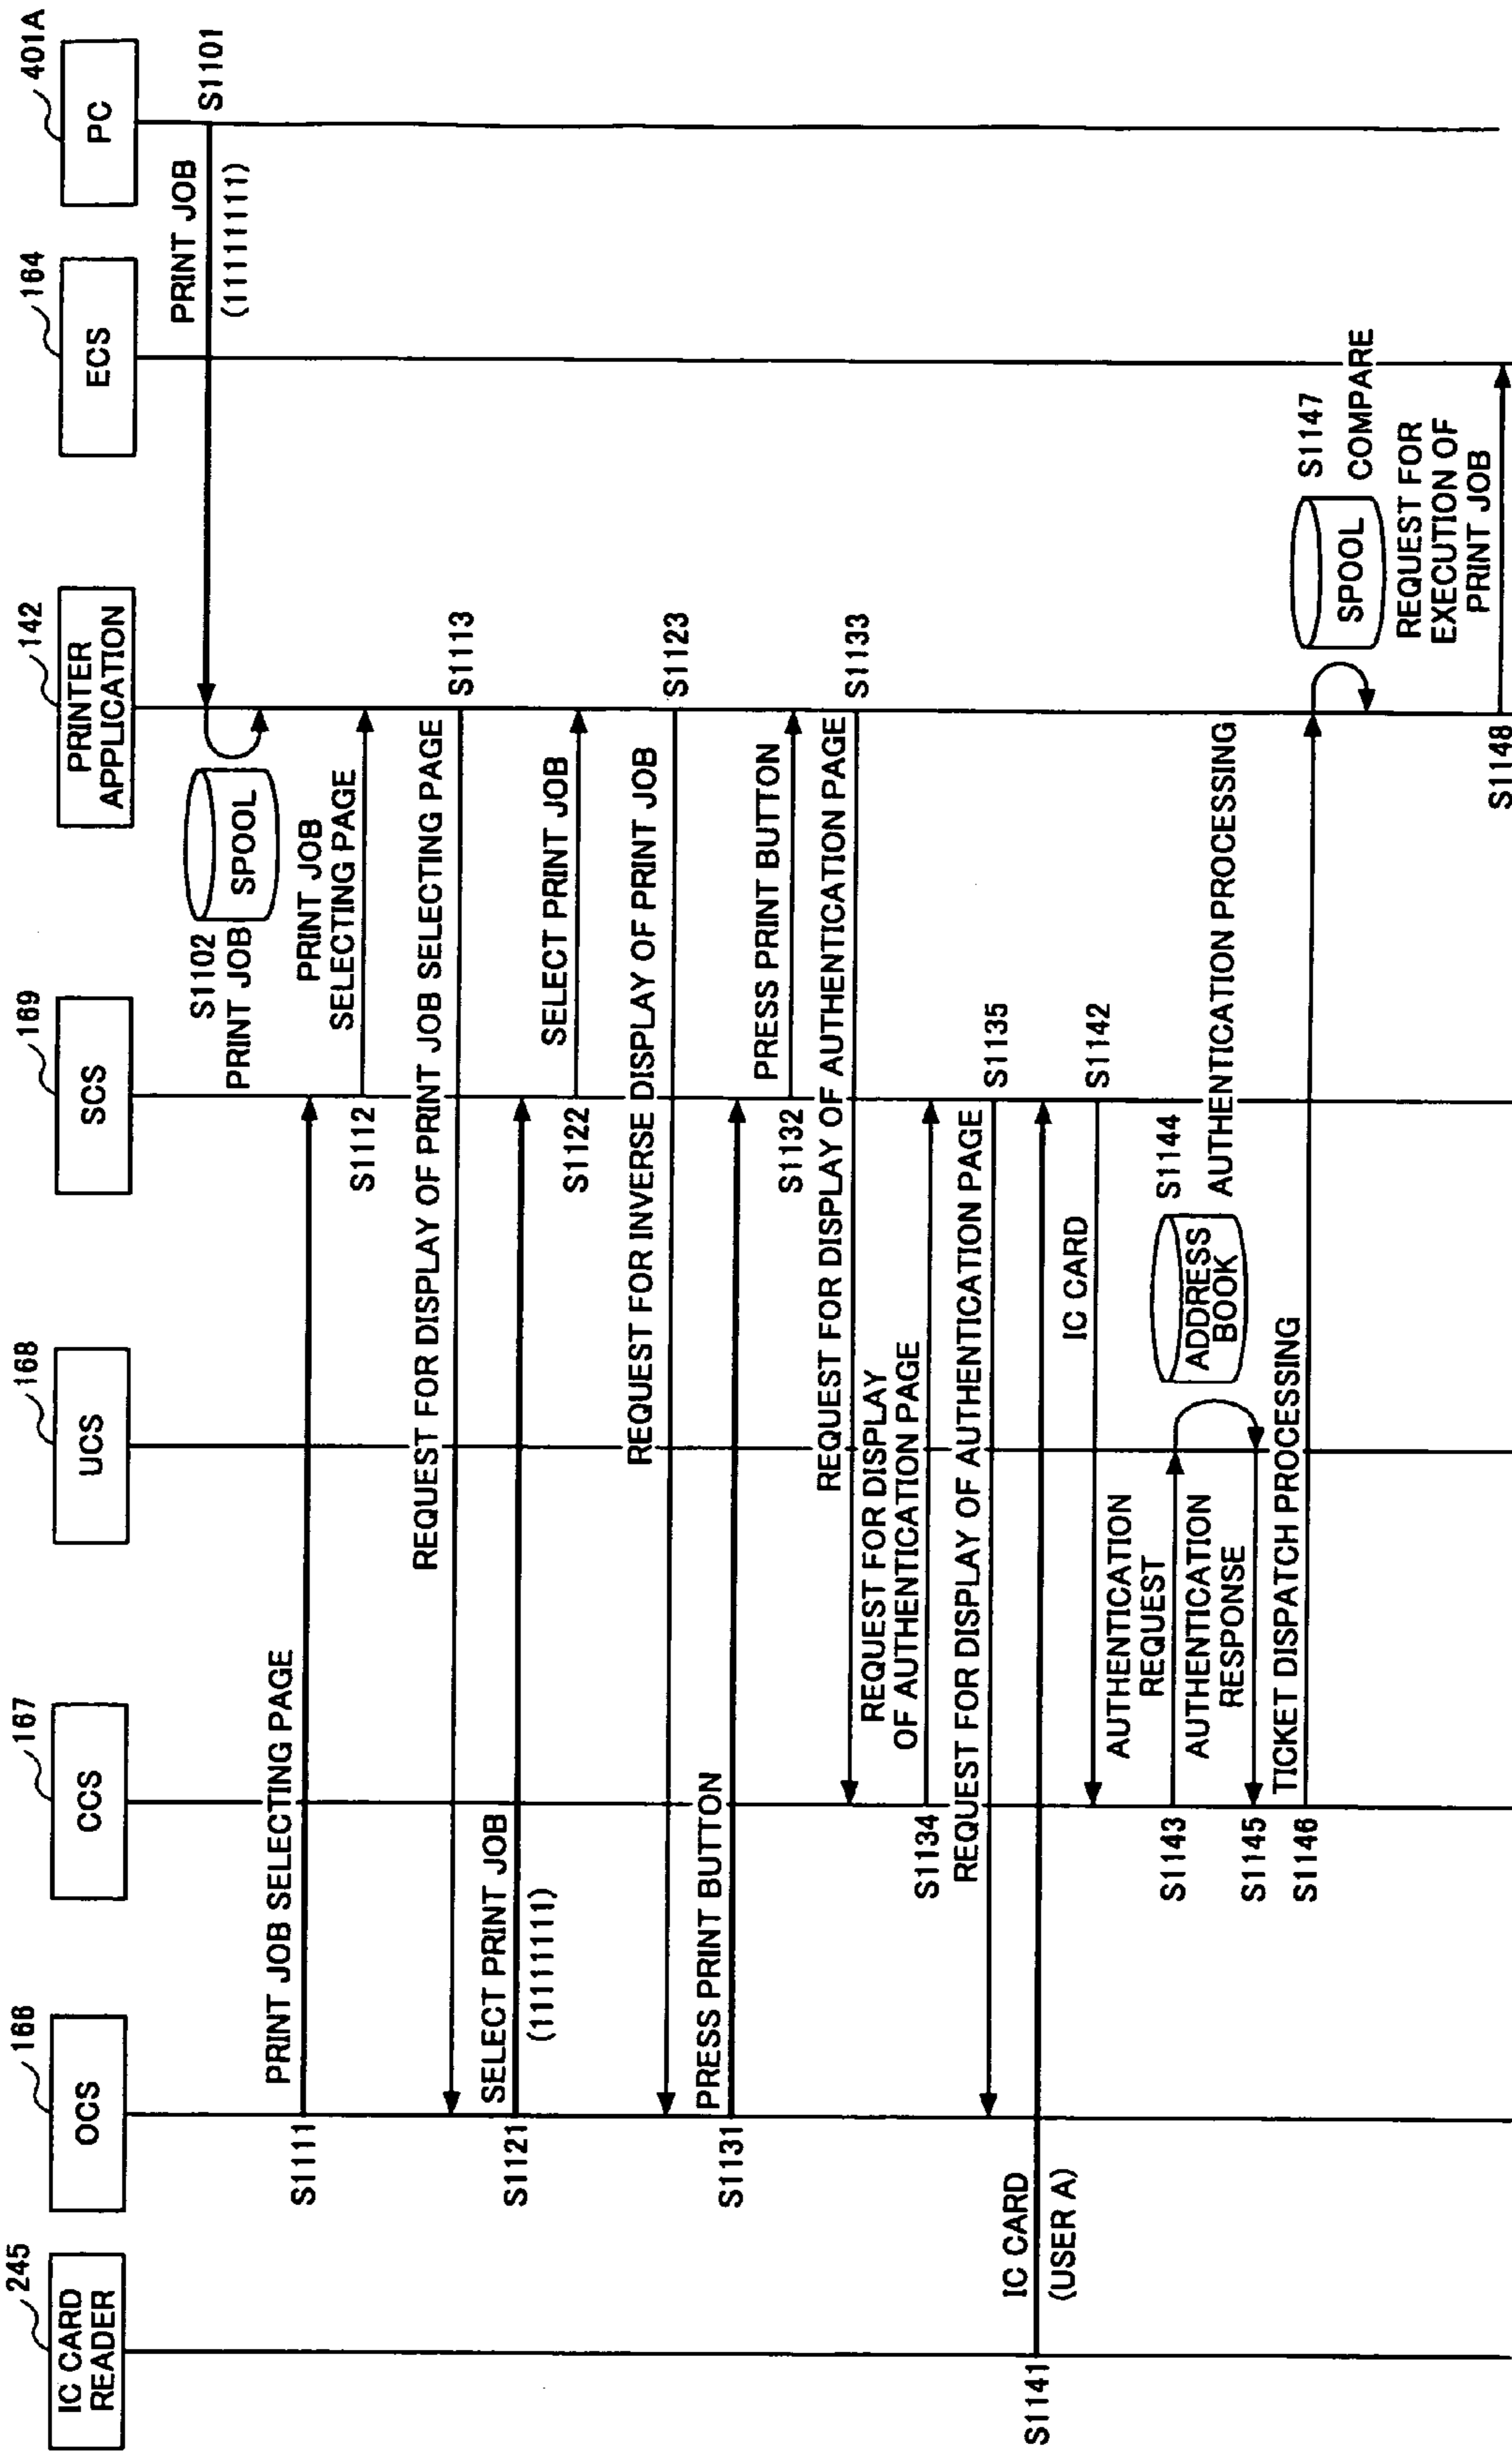 245
IC CARD
READER
166
OCS
167
CCS
168
UCS
169
SCS
142
PRINTER
APPLICATION
164
ECS
401A
PC
PRINT JOB
(11111111)
S1101
S1102
PRINT JOB
SPOOL
S1111
PRINT JOB SELECTING PAGE
S1112
PRINT JOB
SELECTING PAGE
REQUEST FOR DISPLAY OF PRINT JOB SELECTING PAGE
S1113
S1121
SELECT PRINT JOB
(11111111)
S1122
SELECT PRINT JOB
REQUEST FOR INVERSE DISPLAY OF PRINT JOB
S1123
S1131
PRESS PRINT BUTTON
S1132
PRESS PRINT BUTTON
REQUEST FOR DISPLAY OF AUTHENTICATION PAGE
S1133
REQUEST FOR DISPLAY
OF AUTHENTICATION PAGE
S1134
REQUEST FOR DISPLAY OF AUTHENTICATION PAGE
S1135
S1141
IC CARD
(USER A)
IC CARD
S1142
S1143
AUTHENTICATION
REQUEST
S1144
ADDRESS
BOOK
AUTHENTICATION PROCESSING
S1145
AUTHENTICATION
RESPONSE
S1146
TICKET DISPATCH PROCESSING
SPOOL
S1147
COMPARE
S1148
REQUEST FOR
EXECUTION OF
PRINT JOB